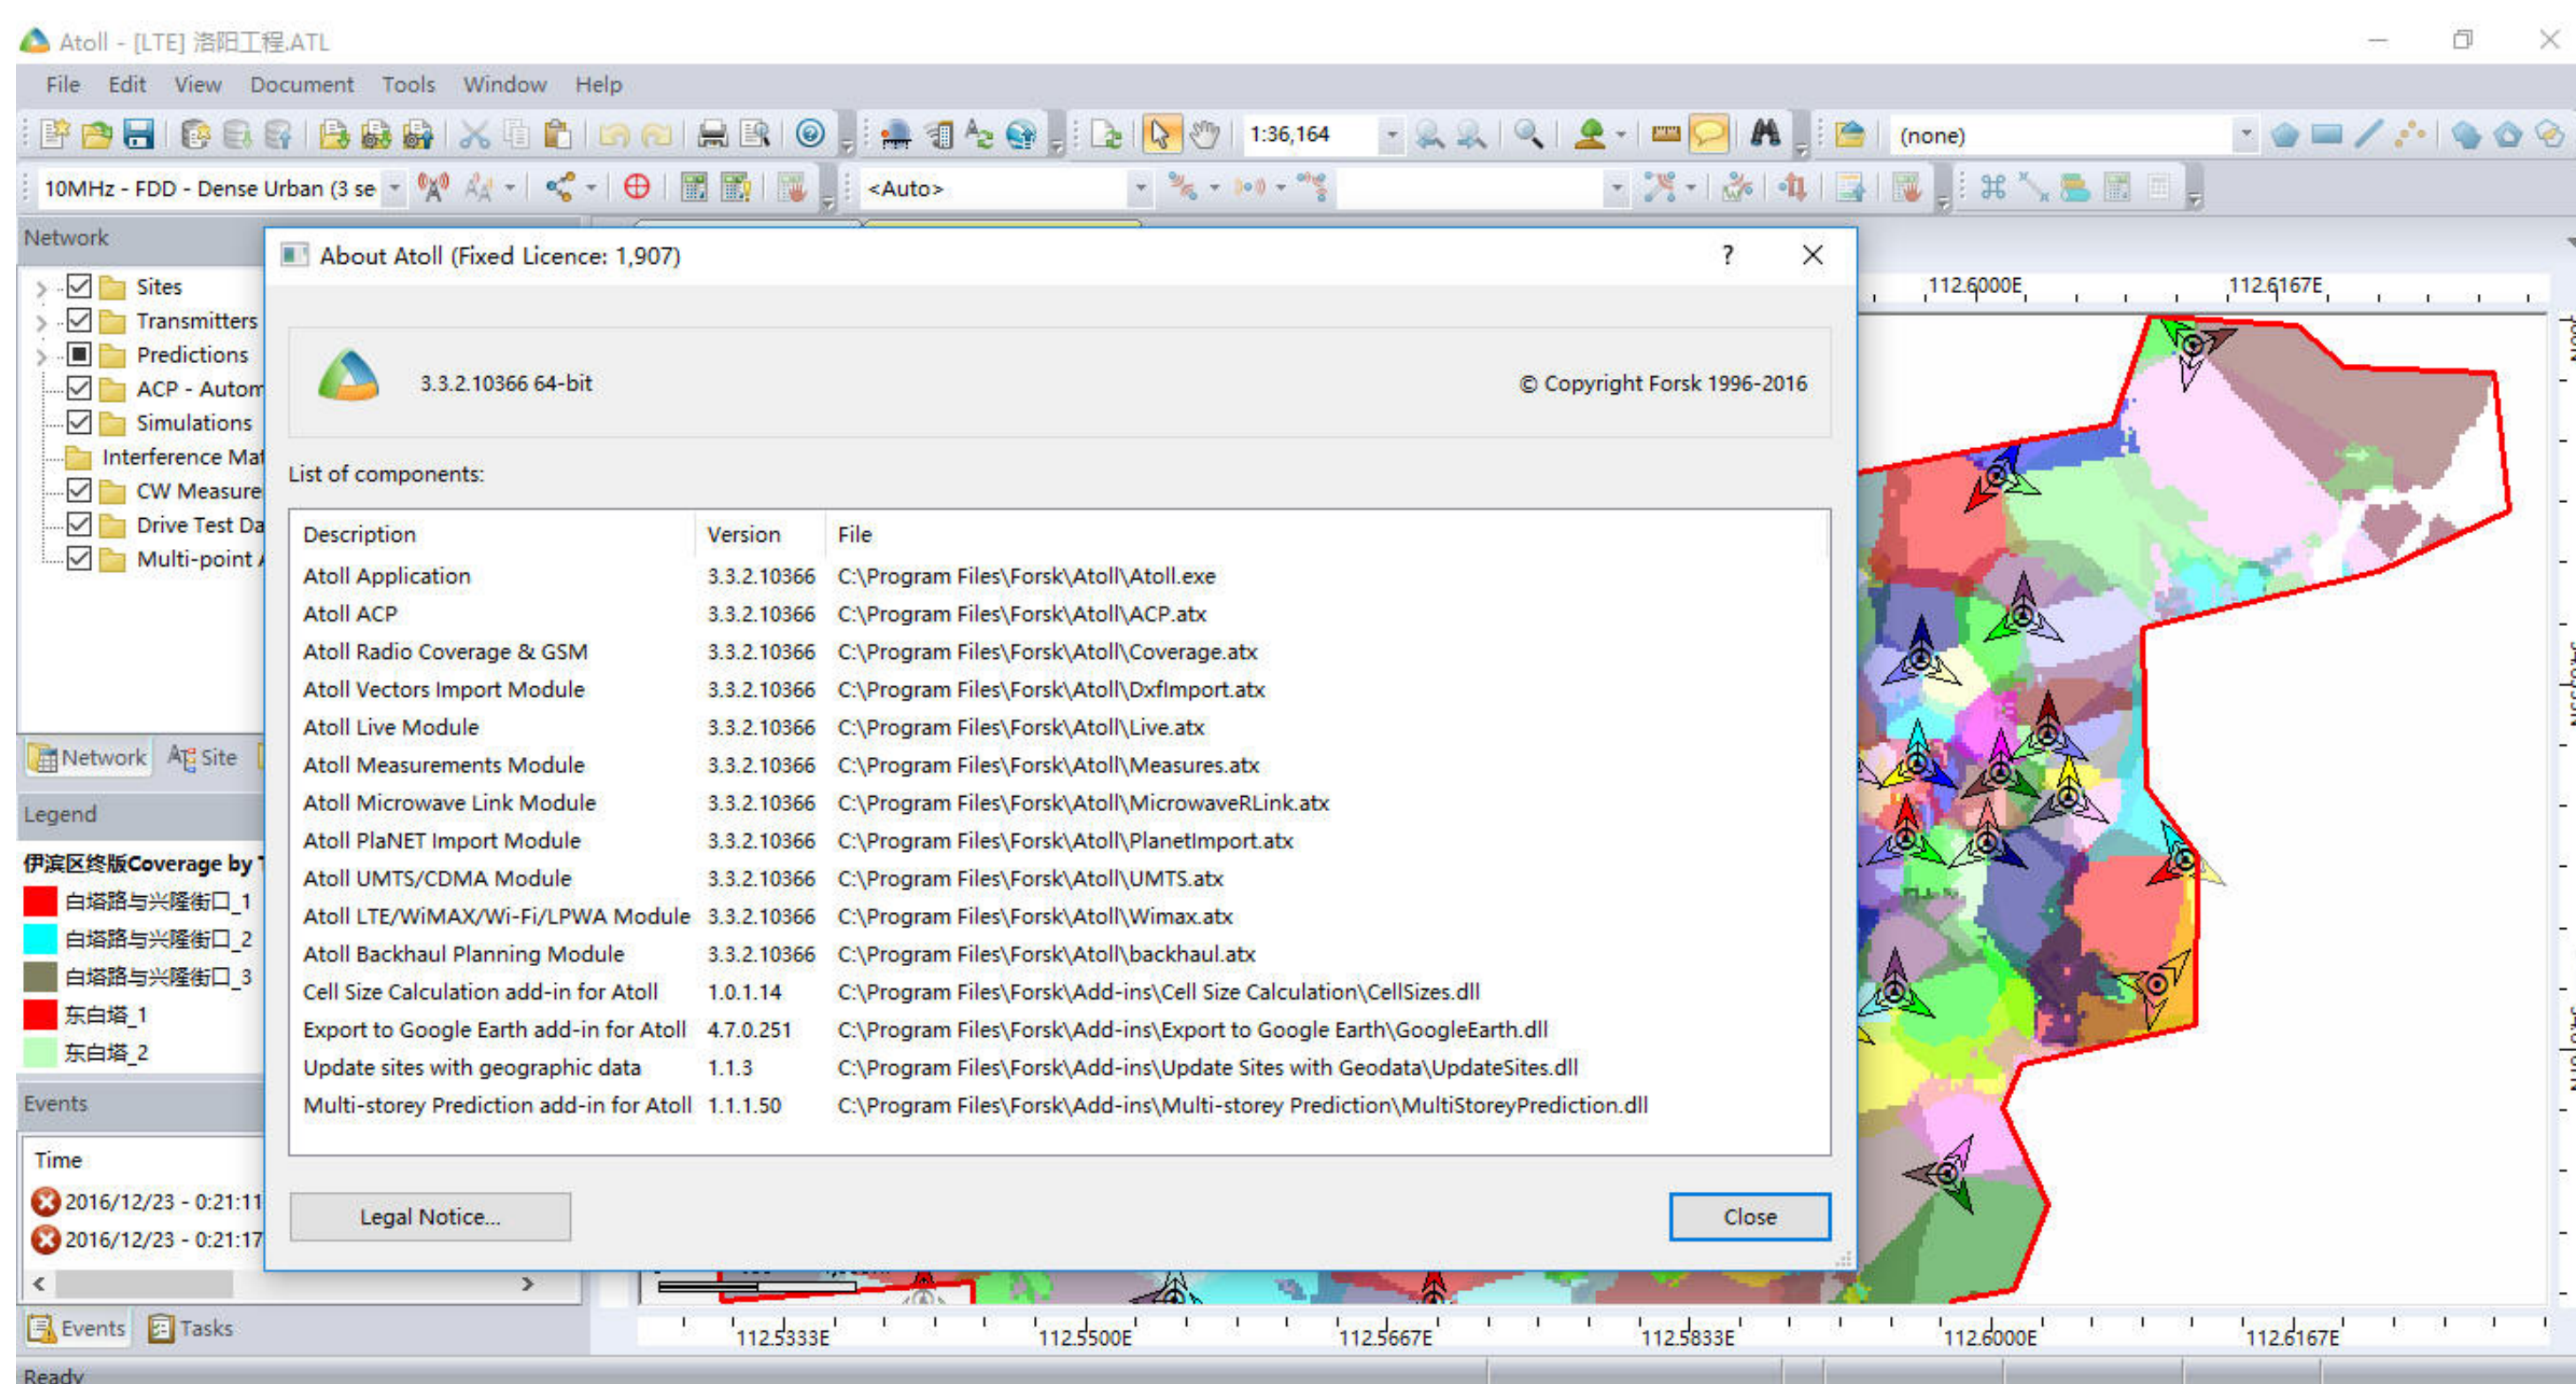 Atoll - [LTE] 洛阳工程.ATL
File Edit View Document Tools Window Help
1:36,164
(none)
10MHz - FDD - Dense Urban (3 se
<Auto>
Network
Sites
Transmitters
Predictions
ACP - Autom
Simulations
Interference Mat
CW Measure
Drive Test Da
Multi-point
Network Site
Legend
伊滨区终版Coverage by
白塔路与兴隆街口_1
白塔路与兴隆街口_2
白塔路与兴隆街口_3
东白塔_1
东白塔_2
Events
Time
2016/12/23 - 0:21:11
2016/12/23 - 0:21:17
Events Tasks
Ready
About Atoll (Fixed Licence: 1,907)
3.3.2.10366 64-bit
© Copyright Forsk 1996-2016
List of components:
Description Version File
Atoll Application 3.3.2.10366 C:\Program Files\Forsk\Atoll\Atoll.exe
Atoll ACP 3.3.2.10366 C:\Program Files\Forsk\Atoll\ACP.atx
Atoll Radio Coverage & GSM 3.3.2.10366 C:\Program Files\Forsk\Atoll\Coverage.atx
Atoll Vectors Import Module 3.3.2.10366 C:\Program Files\Forsk\Atoll\DxfImport.atx
Atoll Live Module 3.3.2.10366 C:\Program Files\Forsk\Atoll\Live.atx
Atoll Measurements Module 3.3.2.10366 C:\Program Files\Forsk\Atoll\Measures.atx
Atoll Microwave Link Module 3.3.2.10366 C:\Program Files\Forsk\Atoll\MicrowaveRLink.atx
Atoll PlaNET Import Module 3.3.2.10366 C:\Program Files\Forsk\Atoll\PlanetImport.atx
Atoll UMTS/CDMA Module 3.3.2.10366 C:\Program Files\Forsk\Atoll\UMTS.atx
Atoll LTE/WiMAX/Wi-Fi/LPWA Module 3.3.2.10366 C:\Program Files\Forsk\Atoll\Wimax.atx
Atoll Backhaul Planning Module 3.3.2.10366 C:\Program Files\Forsk\Atoll\backhaul.atx
Cell Size Calculation add-in for Atoll 1.0.1.14 C:\Program Files\Forsk\Add-ins\Cell Size Calculation\CellSizes.dll
Export to Google Earth add-in for Atoll 4.7.0.251 C:\Program Files\Forsk\Add-ins\Export to Google Earth\GoogleEarth.dll
Update sites with geographic data 1.1.3 C:\Program Files\Forsk\Add-ins\Update Sites with Geodata\UpdateSites.dll
Multi-storey Prediction add-in for Atoll 1.1.1.50 C:\Program Files\Forsk\Add-ins\Multi-storey Prediction\MultiStoreyPrediction.dll
Legal Notice...
Close
112.6000E 112.6167E
112.5333E 112.5500E 112.5667E 112.5833E 112.6000E 112.6167E